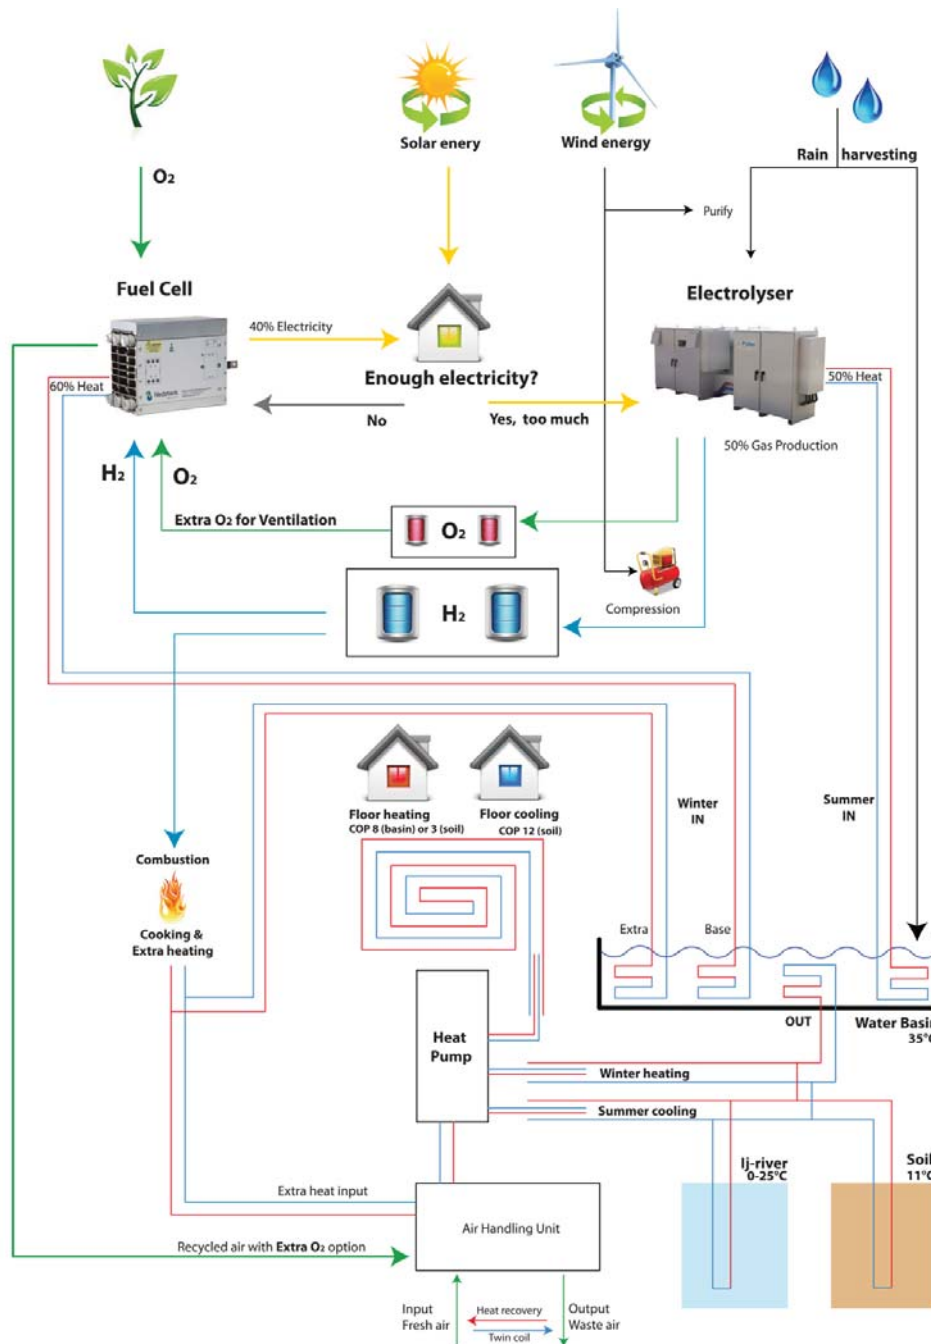 Solar enery
Wind energy
Rain harvesting
O₂
Purify
Fuel Cell
Electrolyser
40% Electricity
60% Heat
50% Heat
Enough electricity?
No
Yes, too much
50% Gas Production
H₂
O₂
Extra O₂ for Ventilation
O₂
H₂
Compression
Floor heating
COP 8 (basin) or 3 (soil)
Floor cooling
COP 12 (soil)
Winter
IN
Summer
IN
Combustion
Cooking &
Extra heating
Extra
Base
OUT
Water Basin
35°C
Heat
Pump
Winter heating
Summer cooling
Ij-river
0-25°C
Soil
11°C
Extra heat input
Air Handling Unit
Recycled air with Extra O₂ option
Input
Fresh air
Heat recovery
Twin coil
Output
Waste air